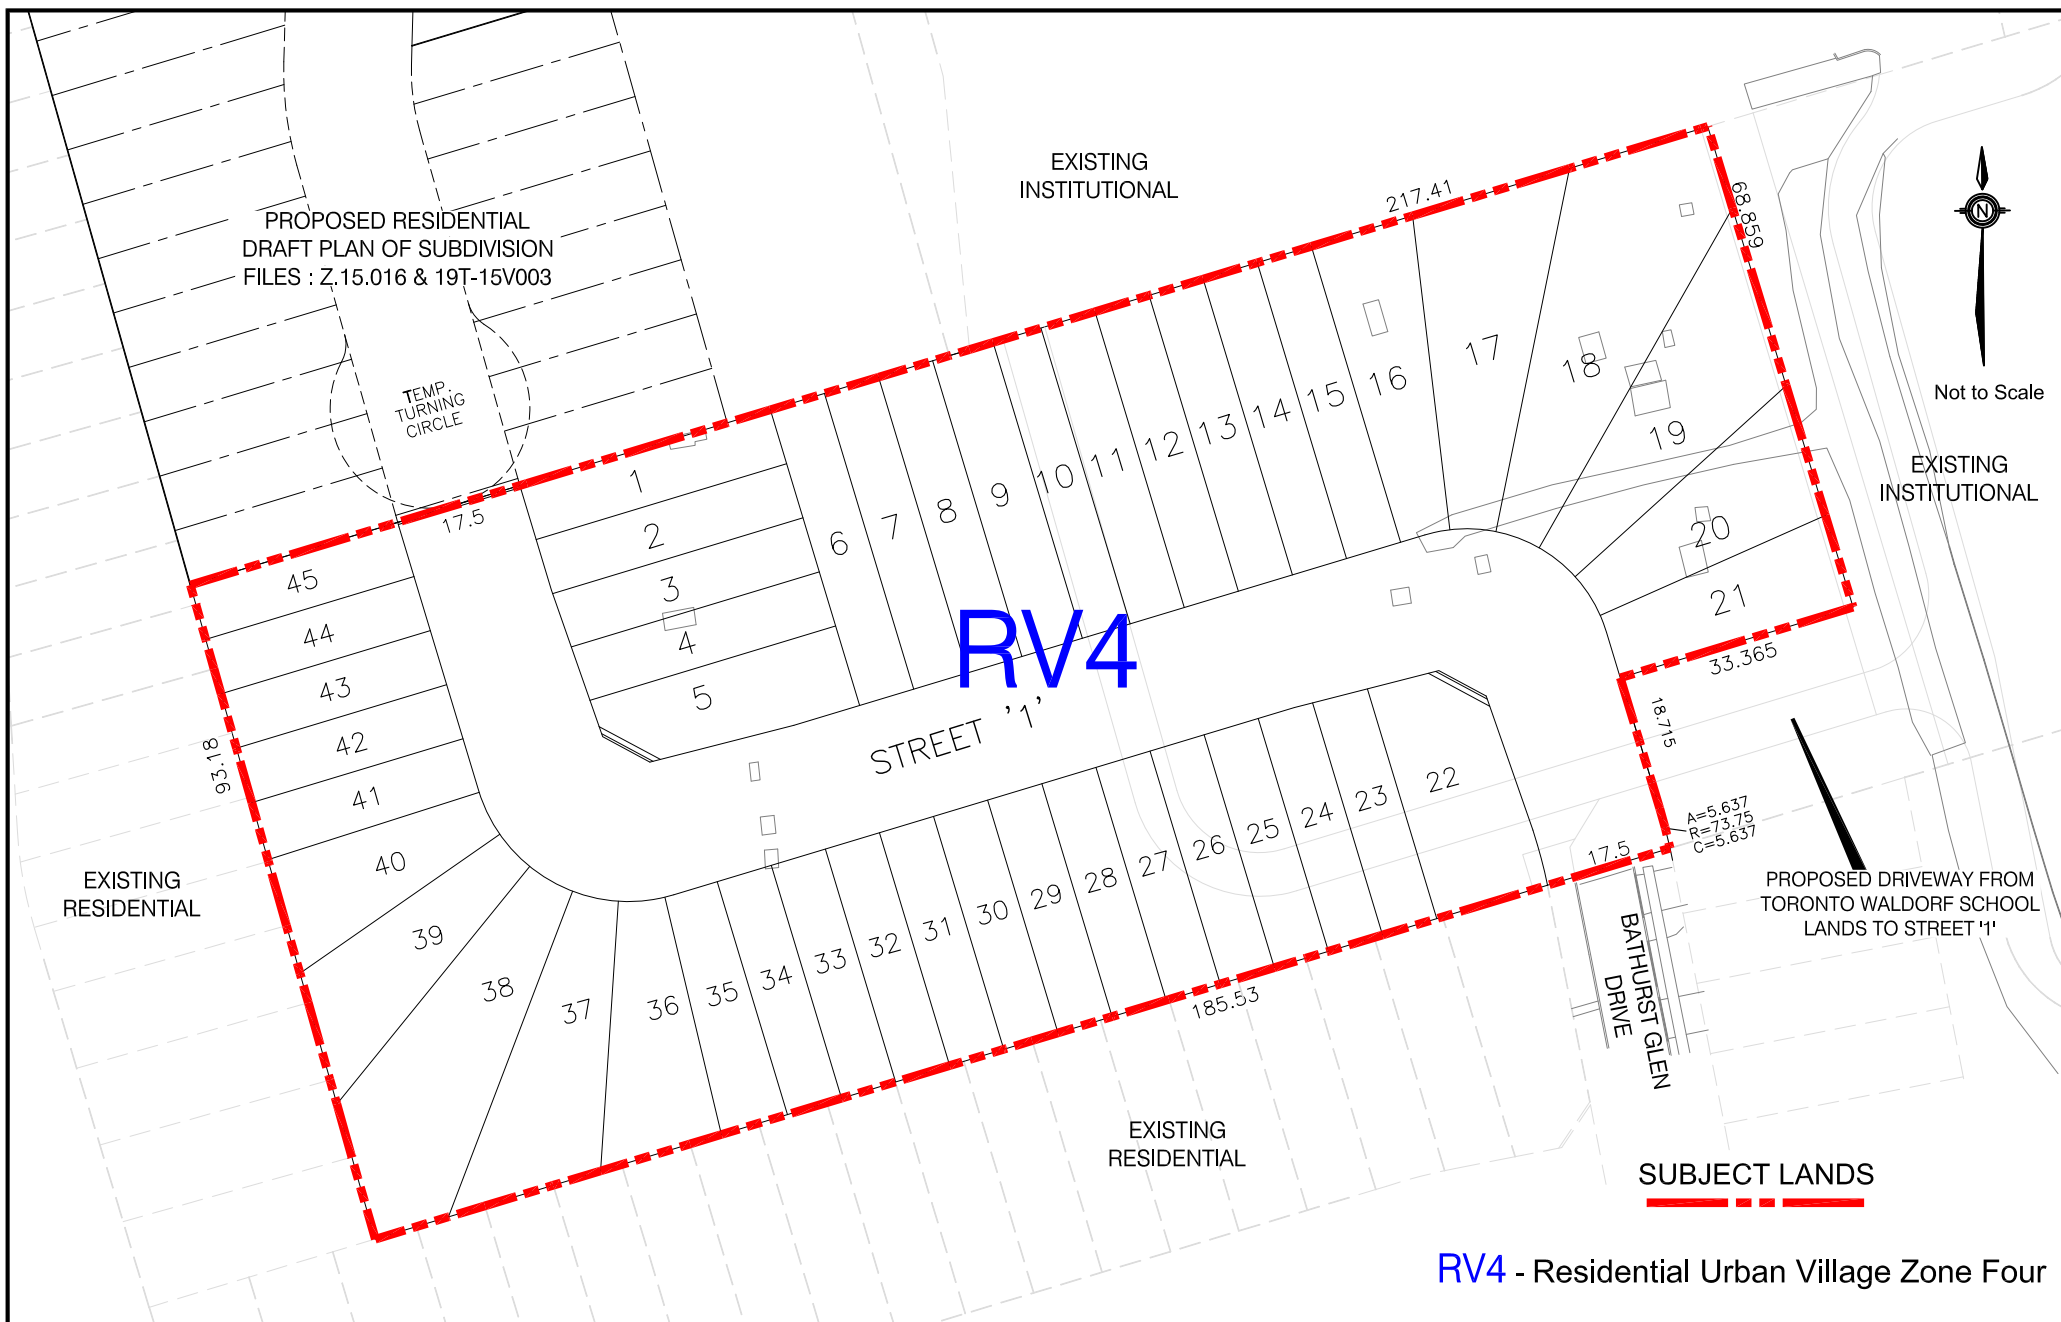 EXISTING
INSTITUTIONAL
217.41
68.859
N
Not to Scale
PROPOSED RESIDENTIAL
DRAFT PLAN OF SUBDIVISION
FILES : Z.15.016 & 19T-15V003
TEMP.
TURNING
CIRCLE
17.5
1
2
3
4
5
6
7
8
9
10
11
12
13
14
15
16
17
18
19
20
21
EXISTING
INSTITUTIONAL
33.365
18.715
A=5.637
R=73.75
C=5.637
17.5
RV4
STREET '1'
45
44
43
42
41
40
39
38
37
36
35
34
33
32
31
30
29
28
27
26
25
24
23
22
93.18
185.53
EXISTING
RESIDENTIAL
PROPOSED DRIVEWAY FROM
TORONTO WALDORF SCHOOL
LANDS TO STREET '1'
BATHURST GLEN
DRIVE
EXISTING
RESIDENTIAL
SUBJECT LANDS
RV4 - Residential Urban Village Zone Four